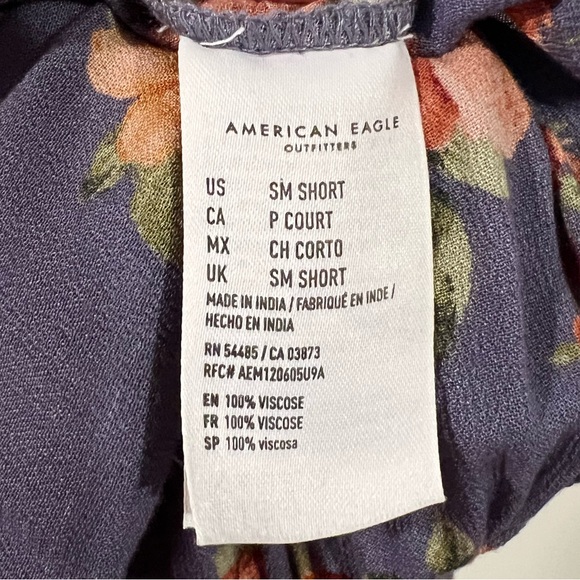 AMERICAN EAGLE
OUTFITTERS
US SM SHORT
CA P COURT
MX CH CORTO
UK SM SHORT
MADE IN INDIA / FABRIQUÉ EN INDE /
HECHO EN INDIA
RN 54485 / CA 03873
RFC# AEM120605U9A
EN 100% VISCOSE
FR 100% VISCOSE
SP 100% viscosa